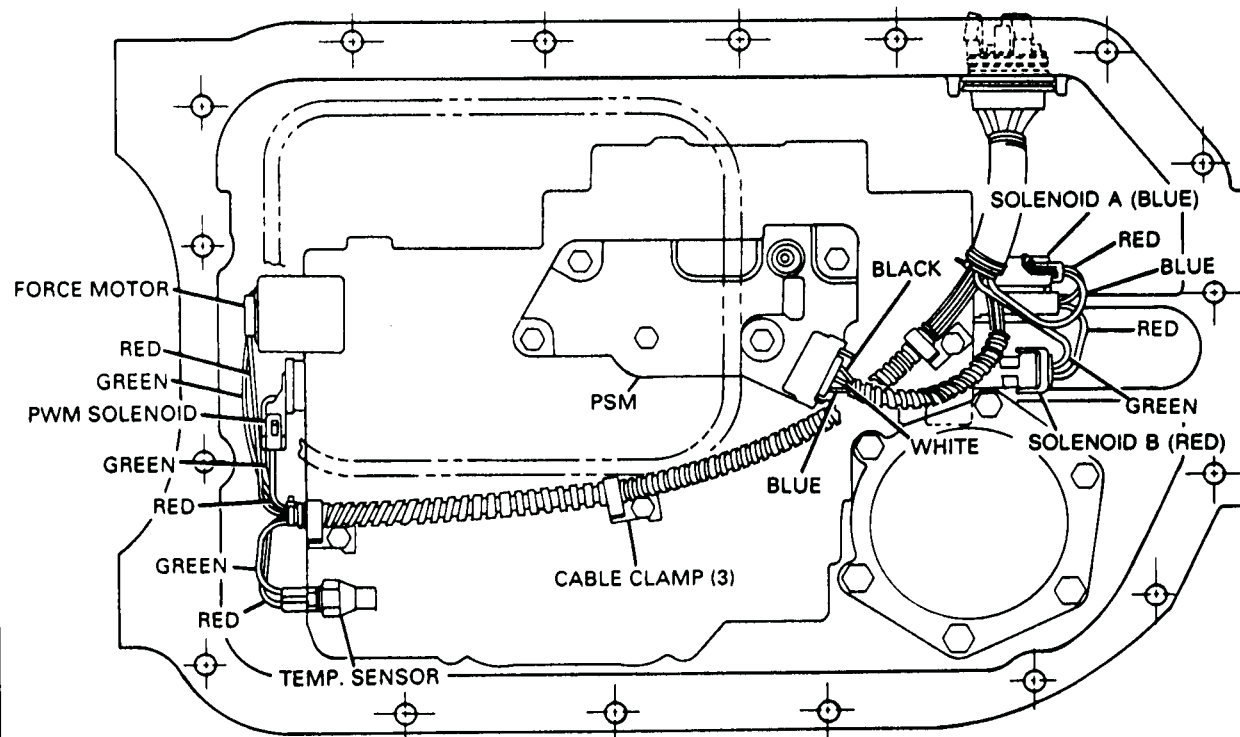 SOLENOID A (BLUE)
RED
BLACK
BLUE
FORCE MOTOR
RED
RED
GREEN
PSM
GREEN
PWM SOLENOID
WHITE
SOLENOID B (RED)
GREEN
BLUE
RED
GREEN
CABLE CLAMP (3)
RED
TEMP. SENSOR